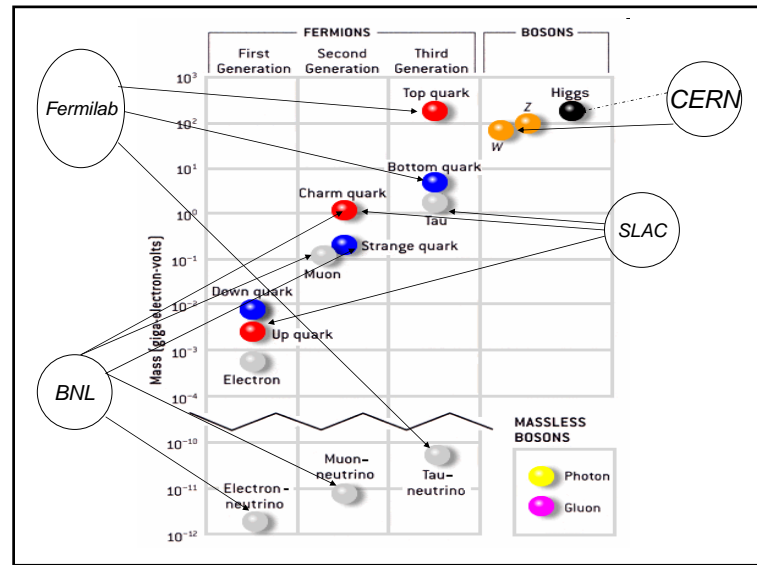 FERMIONS
BOSONS
First
Generation
Second
Generation
Third
Generation
10³
10²
10¹
10⁰
10⁻¹
10⁻²
10⁻³
10⁻⁴
10⁻¹⁰
10⁻¹¹
10⁻¹²
Mass (giga-electron-volts)
Fermilab
CERN
SLAC
BNL
Top quark
Higgs
Z
W
Bottom quark
Charm quark
Tau
Strange quark
Muon
Down quark
Up quark
Electron
Muon-
neutrino
Tau-
neutrino
Electron-
neutrino
MASSLESS
BOSONS
Photon
Gluon